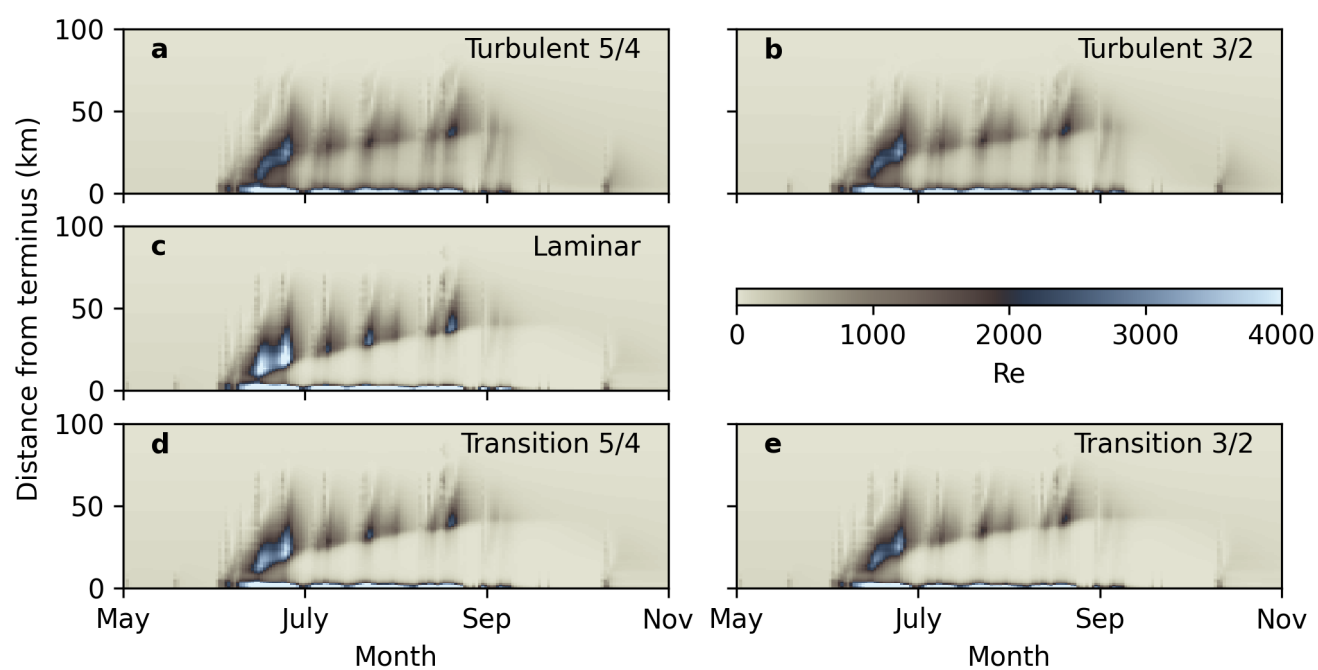 100
a Turbulent 5/4
50
0
b Turbulent 3/2
100
c Laminar
50
0
0 1000 2000 3000 4000
Re
100
d Transition 5/4
50
0
May July Sep Nov
Month
e Transition 3/2
May July Sep Nov
Month
Distance from terminus (km)